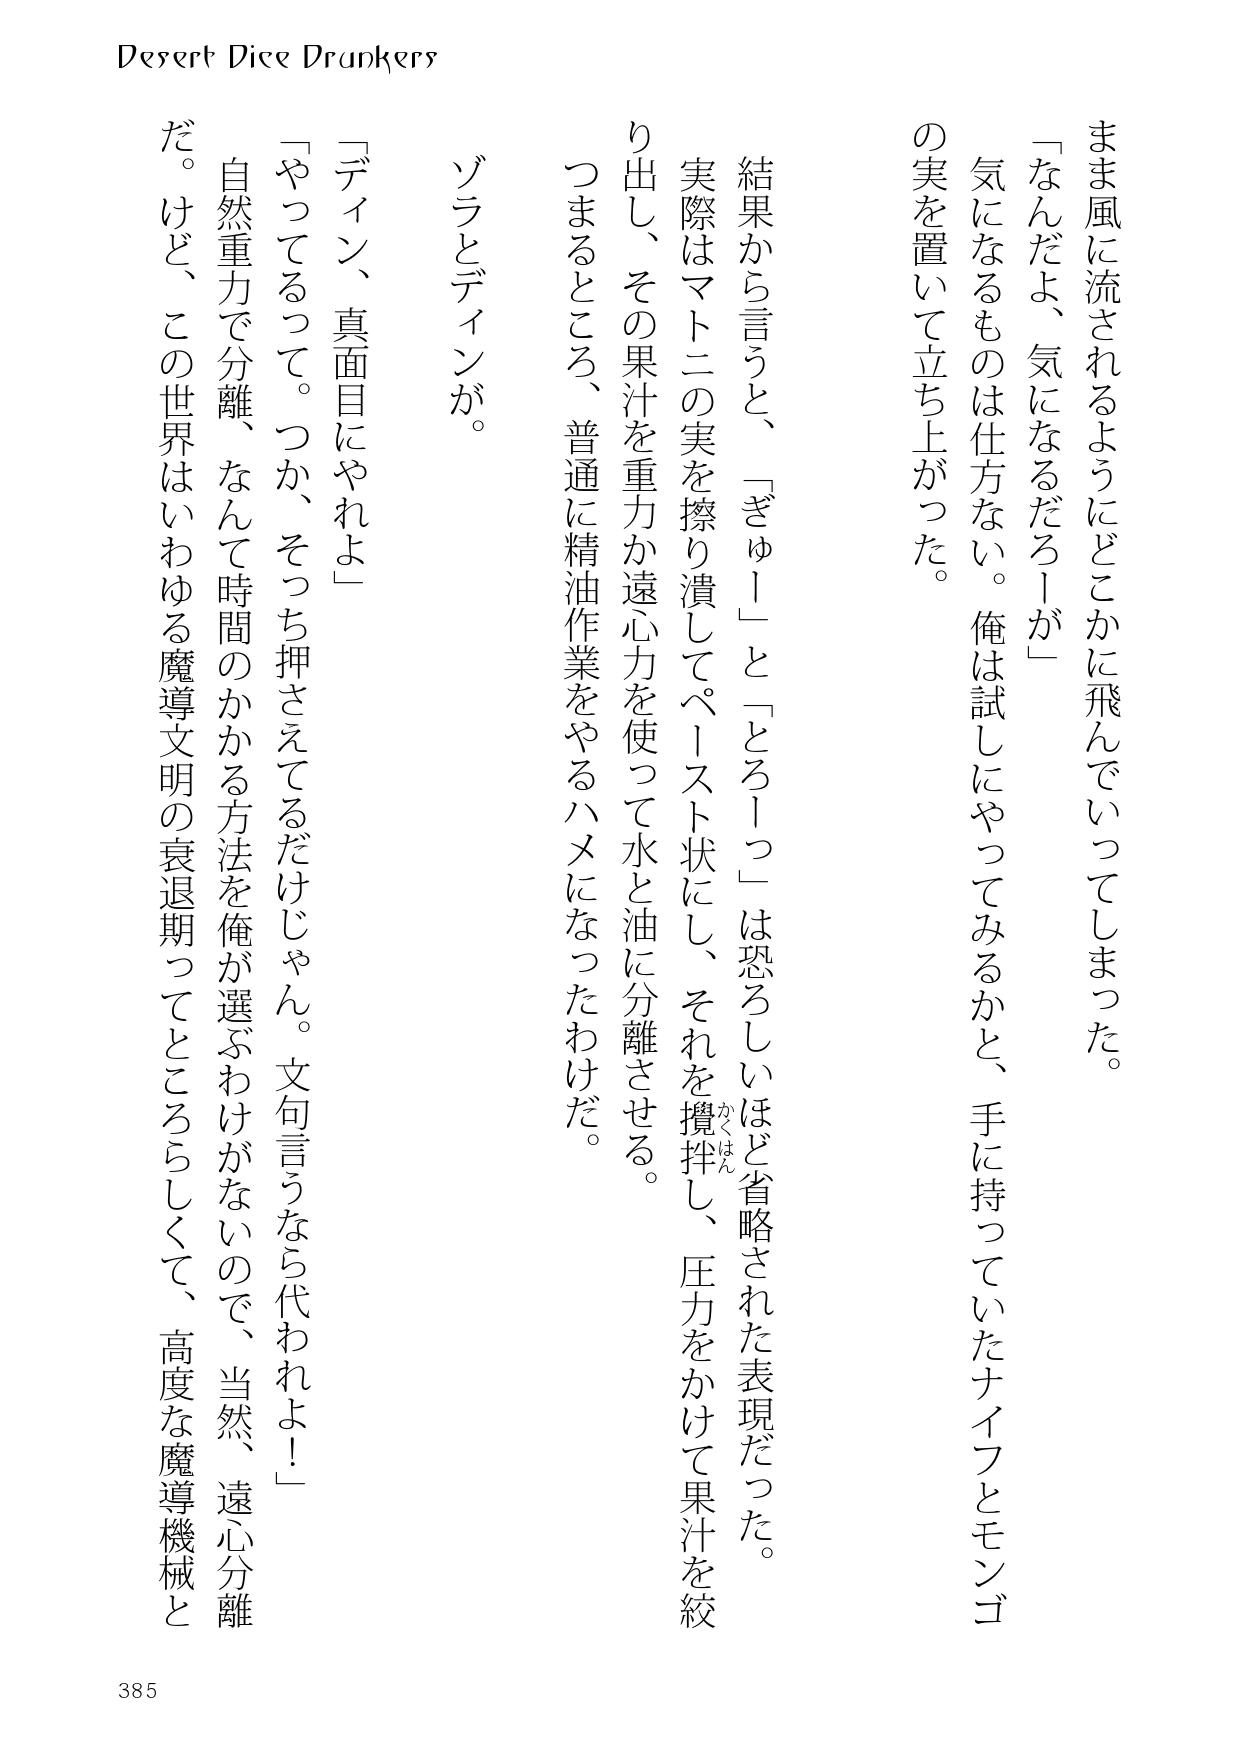 Desert Dice Drunkers
まま風に流されるようにどこかに飛んでいってしまった。
「なんだよ、気になるだろーが」
気になるものは仕方ない。俺は試しにやってみるかと、手に持っていたナイフとモンゴ
の実を置いて立ち上がった。
結果から言うと、「ぎゅー」と「とろーっ」は恐ろしいほど省略された表現だった。
実際はマトニの実を擦り潰してペースト状にし、それを攪拌し、圧力をかけて果汁を絞
かくはん
り出し、その果汁を重力か遠心力を使って水と油に分離させる。
つまるところ、普通に精油作業をやるハメになったわけだ。
ゾラとディンが。
「ディン、真面目にやれよ」
「やってるって。つか、そっち押さえてるだけじゃん。文句言うなら代われよ！」
自然重力で分離、なんて時間のかかる方法を俺が選ぶわけがないので、当然、遠心分離
だ。けど、この世界はいわゆる魔導文明の衰退期ってところらしくて、高度な魔導機械と
385